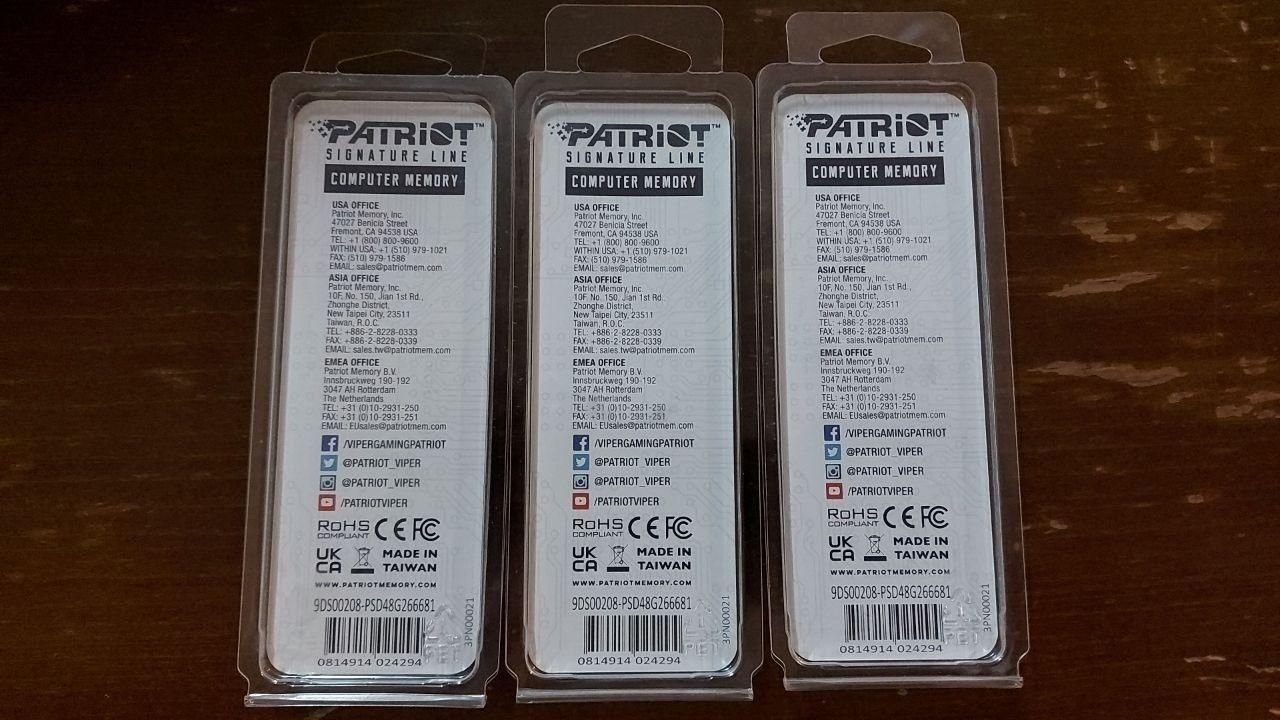 PATRIOT™
SIGNATURE LINE
COMPUTER MEMORY
USA OFFICE
Patriot Memory, Inc.
47027 Benicia Street
Fremont, CA 94538 USA
TEL: +1 (800) 800-9600
WITHIN USA: +1 (510) 979-1021
FAX: (510) 979-1586
EMAIL: sales@patriotmem.com
ASIA OFFICE
Patriot Memory, Inc.
10F, No. 150, Jian 1st Rd.,
Zhonghe District,
New Taipei City, 23511
Taiwan, R.O.C.
TEL: +886-2-8228-0333
FAX: +886-2-8228-0339
EMAIL: sales.tw@patriotmem.com
EMEA OFFICE
Patriot Memory B.V.
Innsbruckweg 190-192
3047 AH Rotterdam
The Netherlands
TEL: +31 (0)10-2931-250
FAX: +31 (0)10-2931-251
EMAIL: EUsales@patriotmem.com
/VIPERGAMINGPATRIOT
@PATRIOT_VIPER
@PATRIOT_VIPER
/PATRIOTVIPER
RoHS
COMPLIANT
CE FC
UK
CA
MADE IN
TAIWAN
WWW.PATRIOTMEMORY.COM
9DS00208-PSD48G266681
3PN00021
0814914 024294
PATRIOT™
SIGNATURE LINE
COMPUTER MEMORY
USA OFFICE
Patriot Memory, Inc.
47027 Benicia Street
Fremont, CA 94538 USA
TEL: +1 (800) 800-9600
WITHIN USA: +1 (510) 979-1021
FAX: (510) 979-1586
EMAIL: sales@patriotmem.com
ASIA OFFICE
Patriot Memory, Inc.
10F, No. 150, Jian 1st Rd.,
Zhonghe District,
New Taipei City, 23511
Taiwan, R.O.C.
TEL: +886-2-8228-0333
FAX: +886-2-8228-0339
EMAIL: sales.tw@patriotmem.com
EMEA OFFICE
Patriot Memory B.V.
Innsbruckweg 190-192
3047 AH Rotterdam
The Netherlands
TEL: +31 (0)10-2931-250
FAX: +31 (0)10-2931-251
EMAIL: EUsales@patriotmem.com
/VIPERGAMINGPATRIOT
@PATRIOT_VIPER
@PATRIOT_VIPER
/PATRIOTVIPER
RoHS
COMPLIANT
CE FC
UK
CA
MADE IN
TAIWAN
WWW.PATRIOTMEMORY.COM
9DS00208-PSD48G266681
3PN00021
0814914 024294
PATRIOT™
SIGNATURE LINE
COMPUTER MEMORY
USA OFFICE
Patriot Memory, Inc.
47027 Benicia Street
Fremont, CA 94538 USA
TEL: +1 (800) 800-9600
WITHIN USA: +1 (510) 979-1021
FAX: (510) 979-1586
EMAIL: sales@patriotmem.com
ASIA OFFICE
Patriot Memory, Inc.
10F, No. 150, Jian 1st Rd.,
Zhonghe District,
New Taipei City, 23511
Taiwan, R.O.C.
TEL: +886-2-8228-0333
FAX: +886-2-8228-0339
EMAIL: sales.tw@patriotmem.com
EMEA OFFICE
Patriot Memory B.V.
Innsbruckweg 190-192
3047 AH Rotterdam
The Netherlands
TEL: +31 (0)10-2931-250
FAX: +31 (0)10-2931-251
EMAIL: EUsales@patriotmem.com
/VIPERGAMINGPATRIOT
@PATRIOT_VIPER
@PATRIOT_VIPER
/PATRIOTVIPER
RoHS
COMPLIANT
CE FC
UK
CA
MADE IN
TAIWAN
WWW.PATRIOTMEMORY.COM
9DS00208-PSD48G266681
3PN00021
0814914 024294